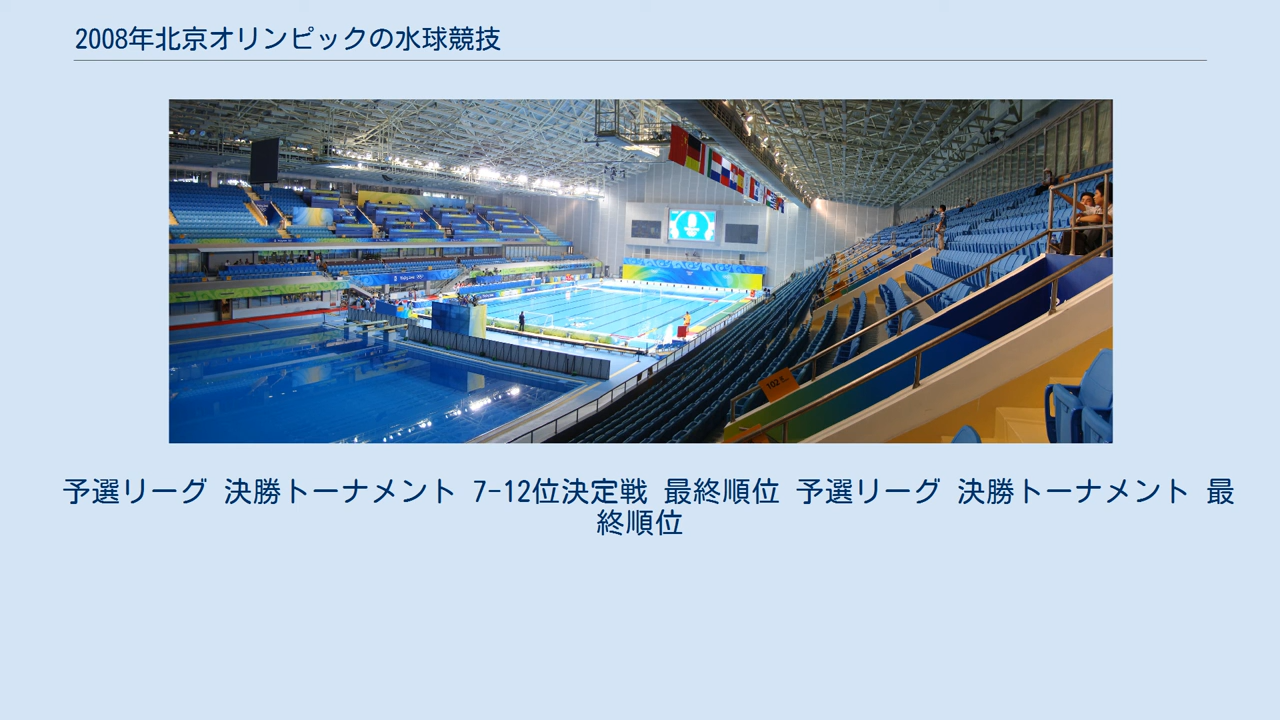 2008年北京オリンピックの水球競技
102
予選リーグ 決勝トーナメント 7-12位決定戦 最終順位 予選リーグ 決勝トーナメント 最
終順位